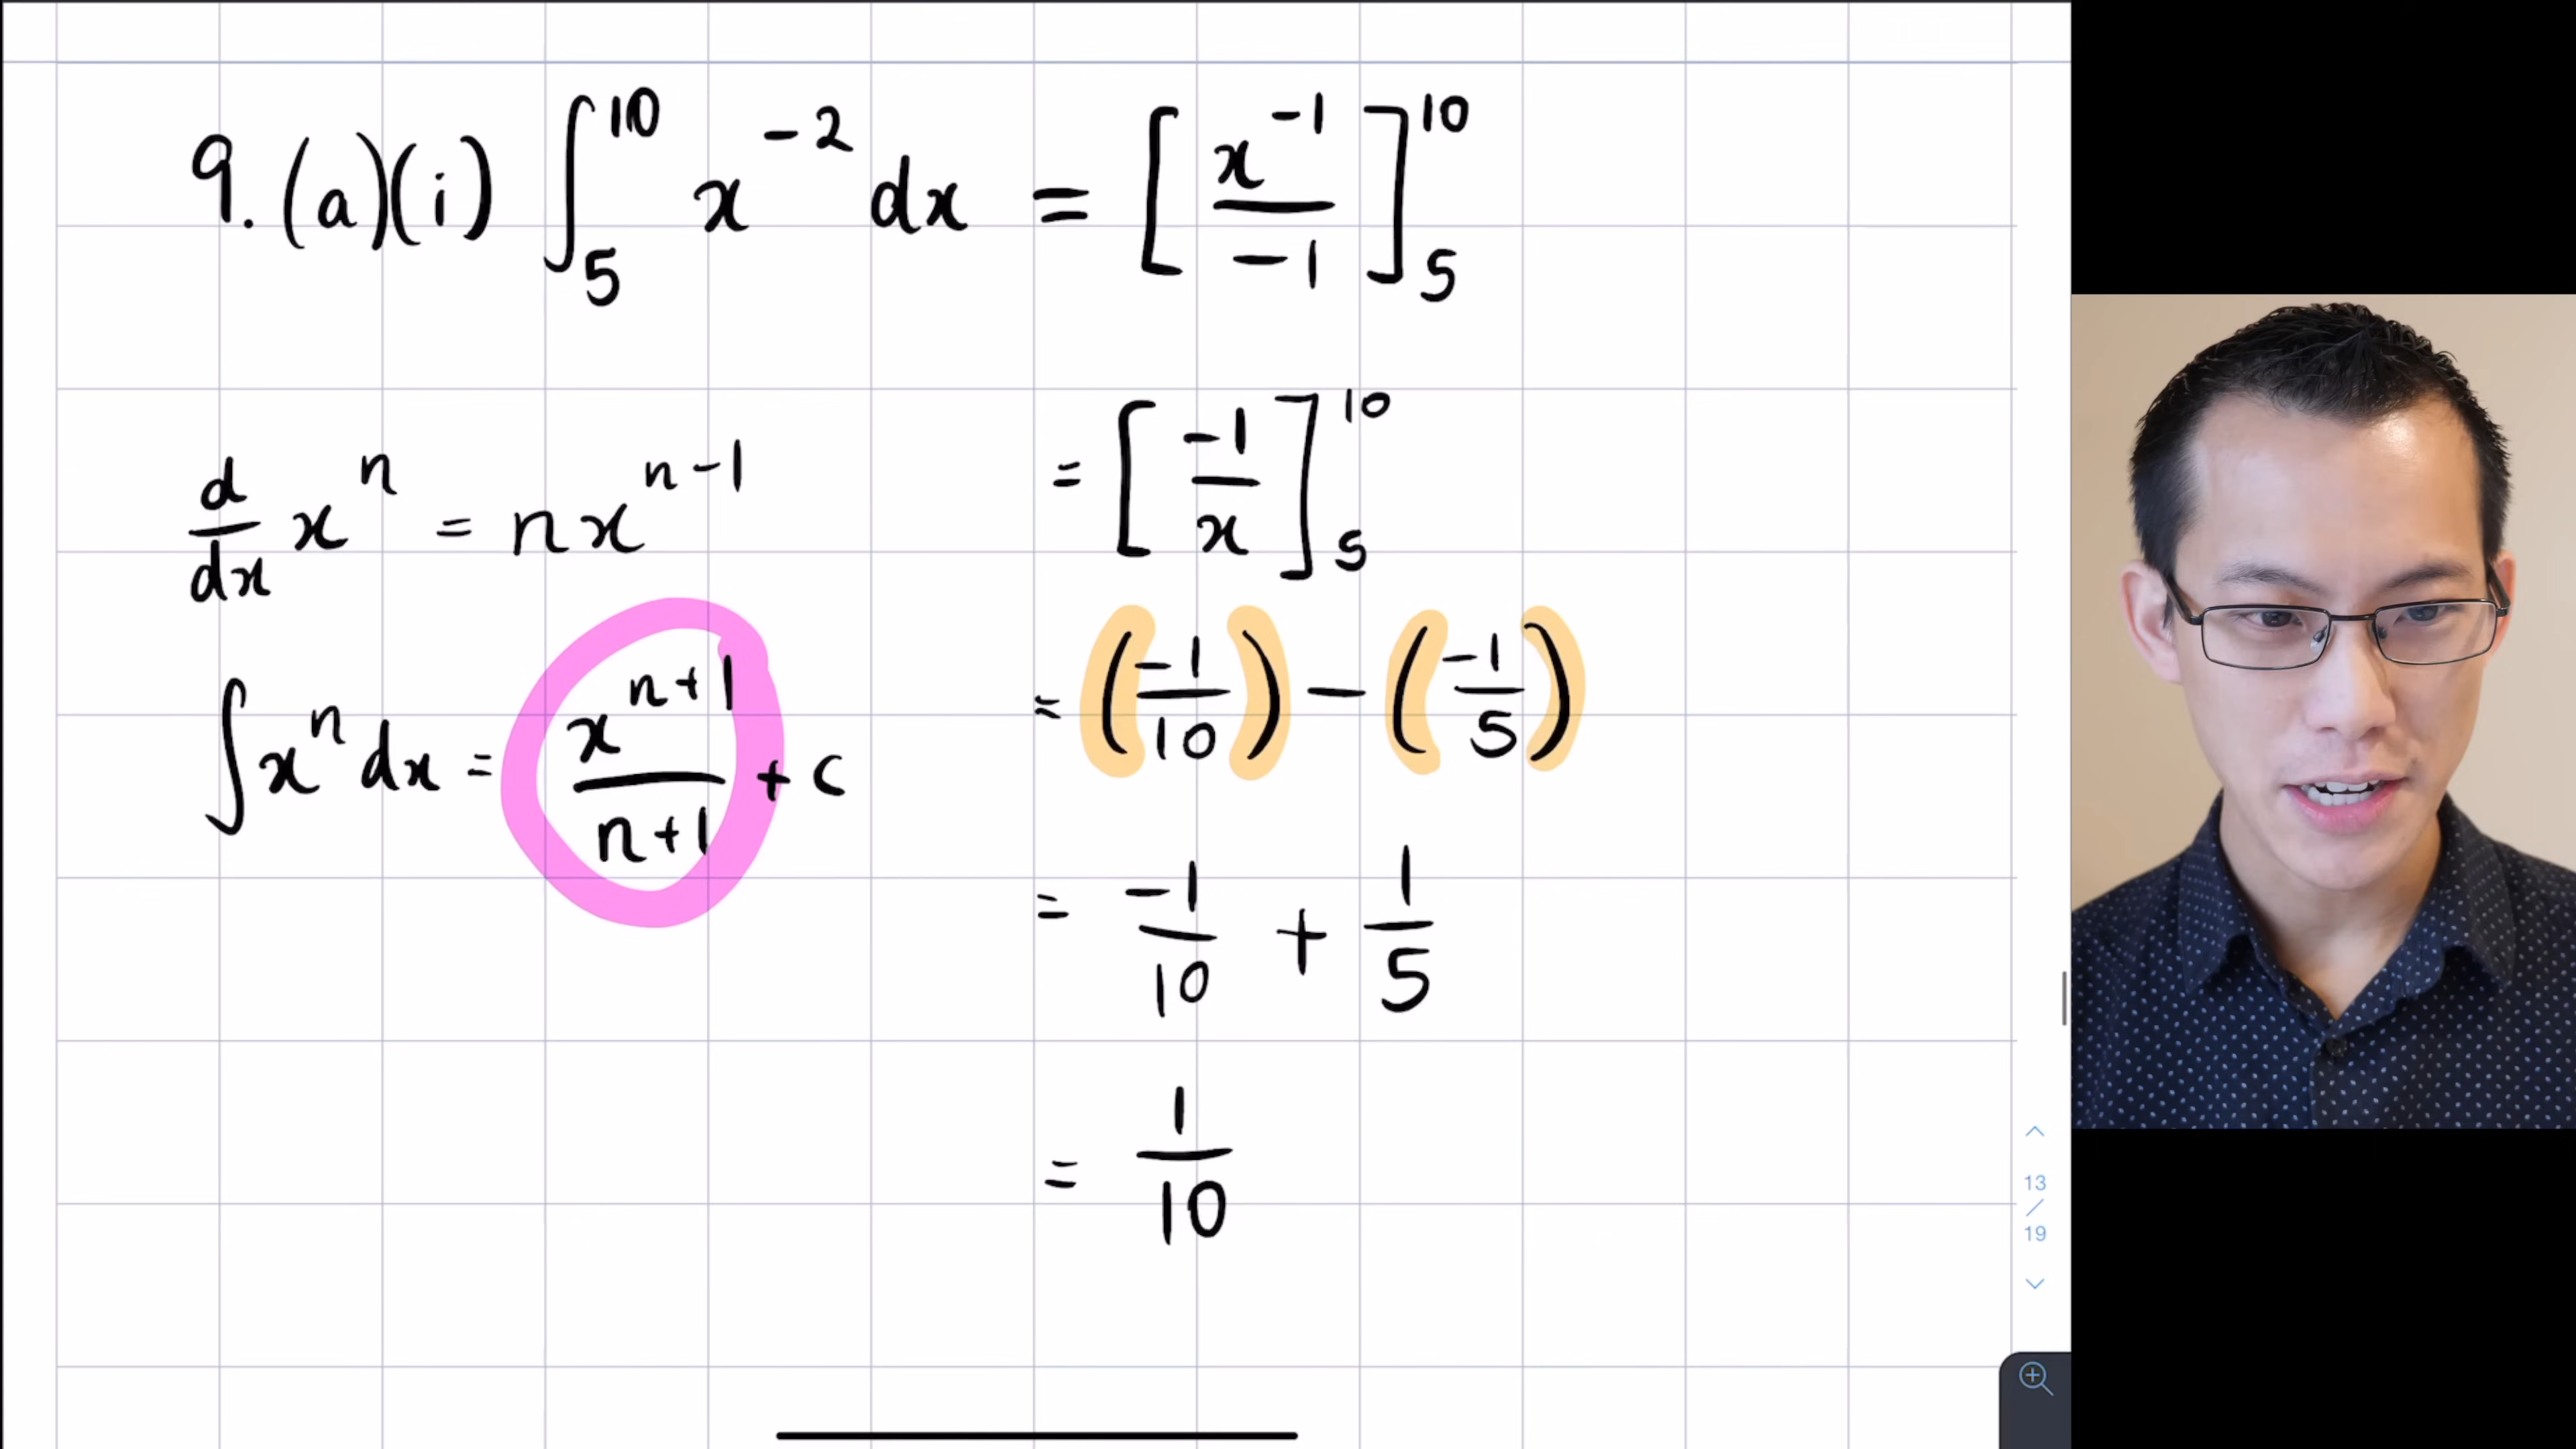 9. (a)(i) ∫₅¹⁰ x⁻² dx = [x⁻¹/-1]₅¹⁰
= [-1/x]₅¹⁰
d/dx xⁿ = nxⁿ⁻¹
= (-1/10) - (-1/5)
∫xⁿ dx = xⁿ⁺¹/n+1 + c
= -1/10 + 1/5
= 1/10
13
/
19